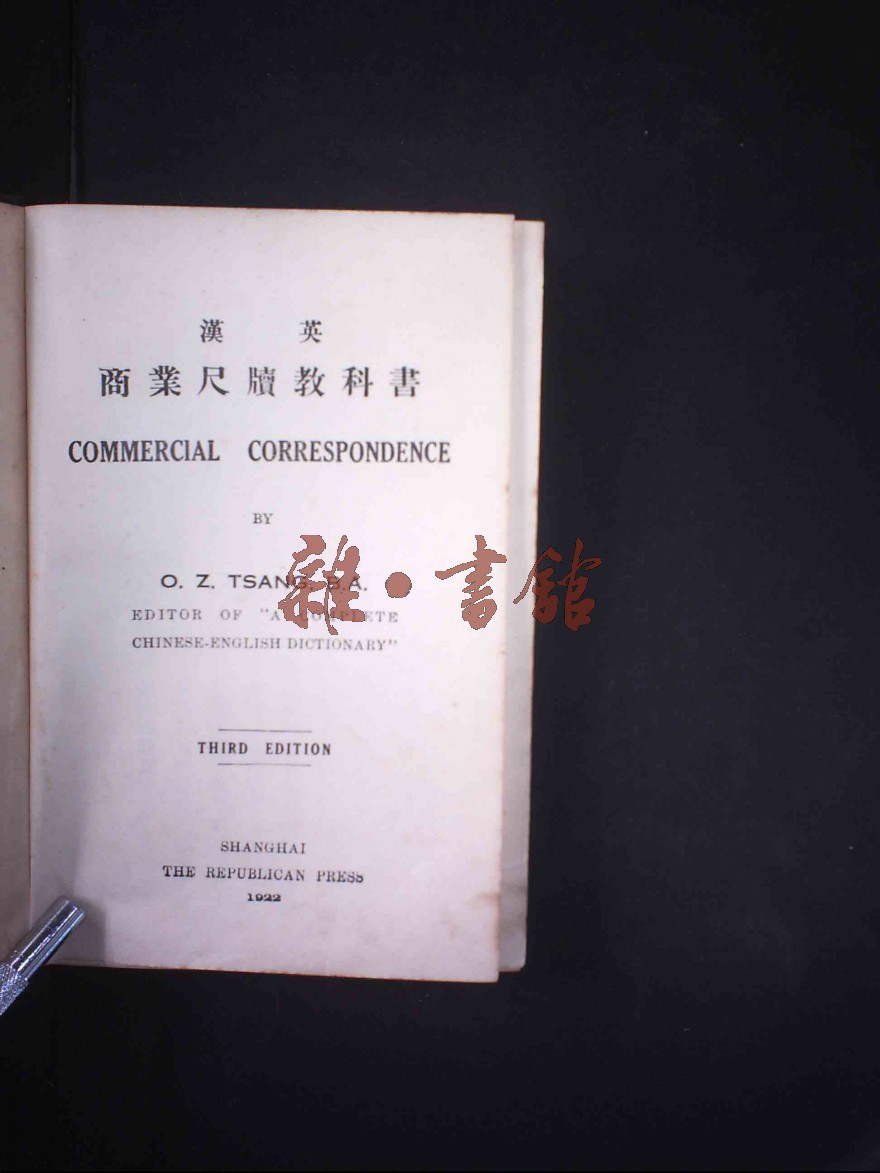 漢 英
商業尺牘教科書
COMMERCIAL CORRESPONDENCE
BY
O. Z. TSANG, B.A.
EDITOR OF "A COMPLETE
CHINESE-ENGLISH DICTIONARY"
雜·書館
THIRD EDITION
SHANGHAI
THE REPUBLICAN PRESS
1922